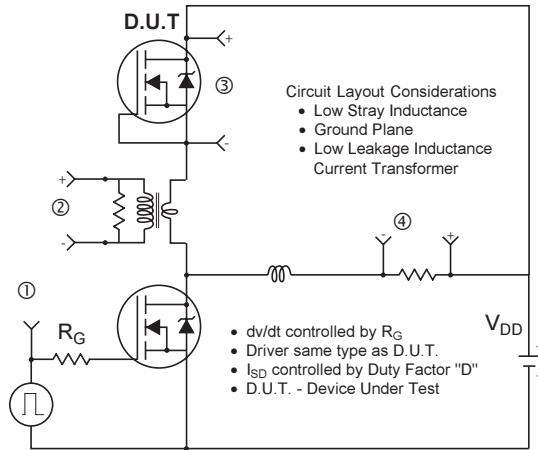 D.U.T
+
③
Circuit Layout Considerations
• Low Stray Inductance
• Ground Plane
• Low Leakage Inductance
Current Transformer
-
+
②
-
④
-
+
①
RG
VDD
• dv/dt controlled by RG
• Driver same type as D.U.T.
• ISD controlled by Duty Factor "D"
• D.U.T. - Device Under Test
+
-